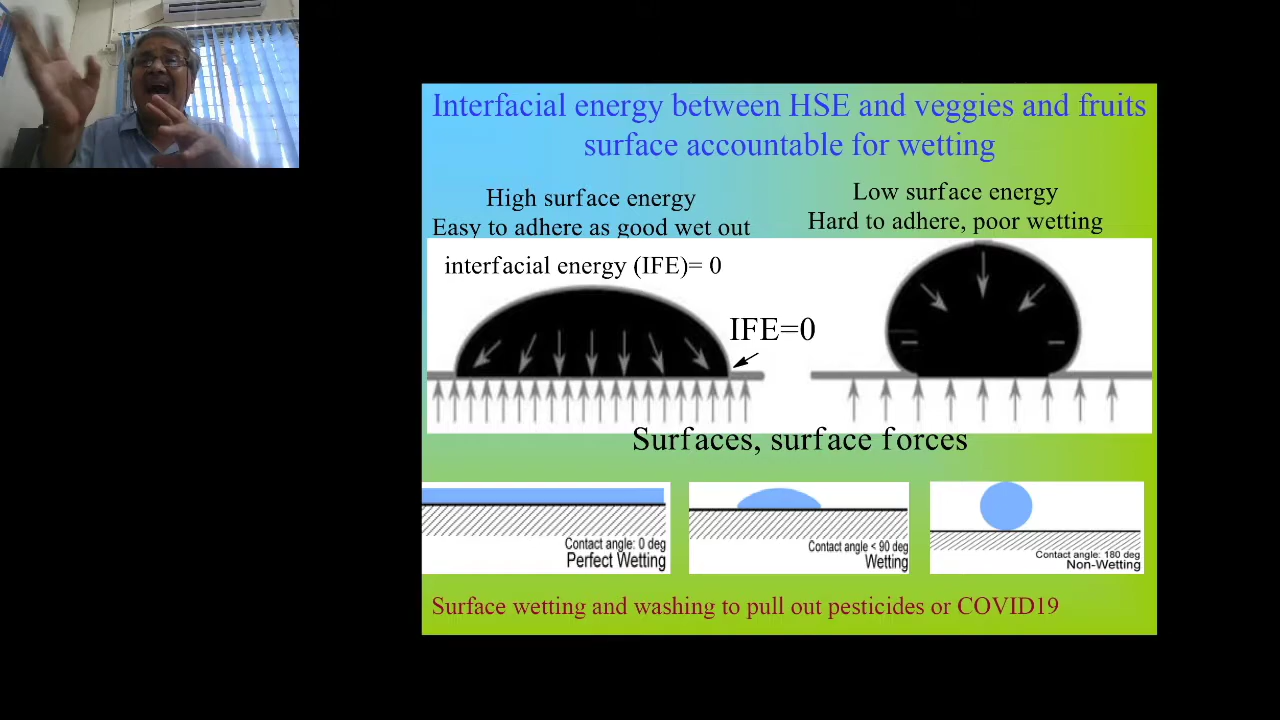 Interfacial energy between HSE and veggies and fruits
surface accountable for wetting
High surface energy
Easy to adhere as good wet out
Low surface energy
Hard to adhere, poor wetting
interfacial energy (IFE)= 0
IFE=0
Surfaces, surface forces
Contact angle: 0 deg
Perfect Wetting
Contact angle < 90 deg
Wetting
Contact angle: 180 deg
Non-Wetting
Surface wetting and washing to pull out pesticides or COVID19